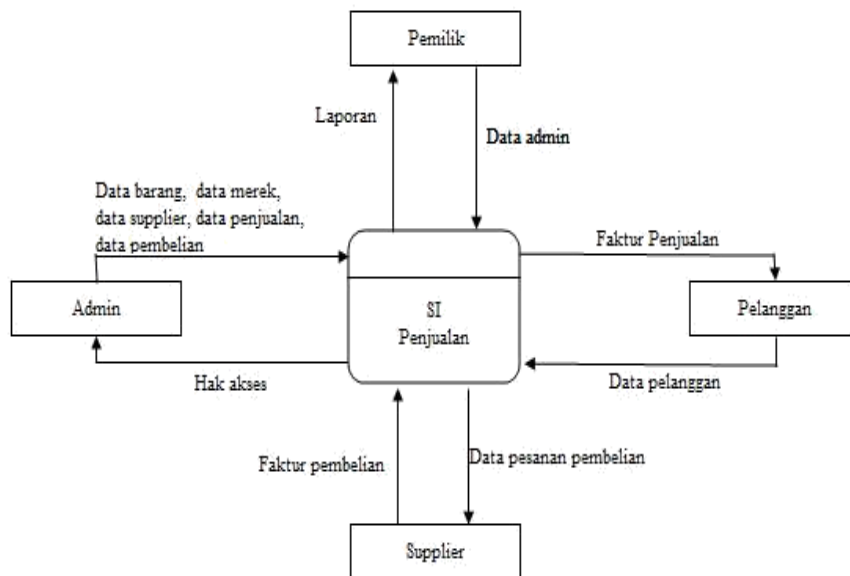 Pemilik
Laporan
Data admin
Data barang, data merek,
data supplier, data penjualan,
data pembelian
Faktur Penjualan
Admin
SI
Penjualan
Pelanggan
Hak akses
Data pelanggan
Faktur pembelian
Data pesanan pembelian
Supplier